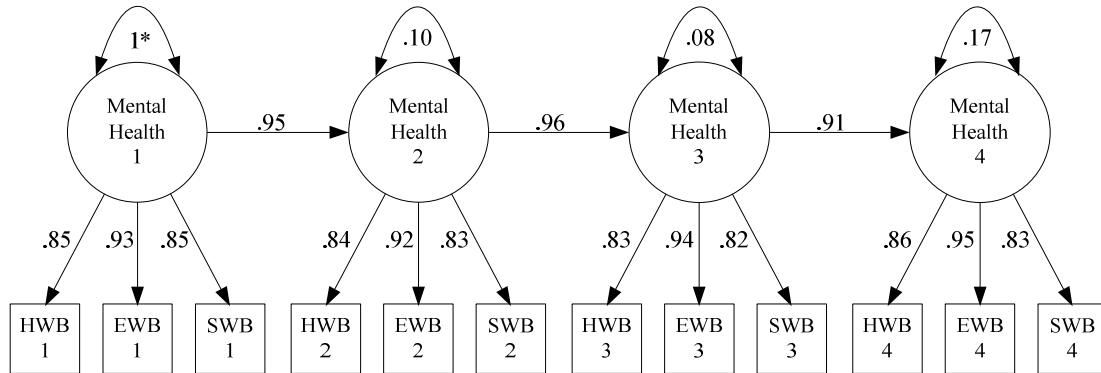 1*
.10
.08
.17
Mental
Health
1
.95
Mental
Health
2
.96
Mental
Health
3
.91
Mental
Health
4
.85
.93
.85
.84
.92
.83
.83
.94
.82
.86
.95
.83
HWB
1
EWB
1
SWB
1
HWB
2
EWB
2
SWB
2
HWB
3
EWB
3
SWB
3
HWB
4
EWB
4
SWB
4